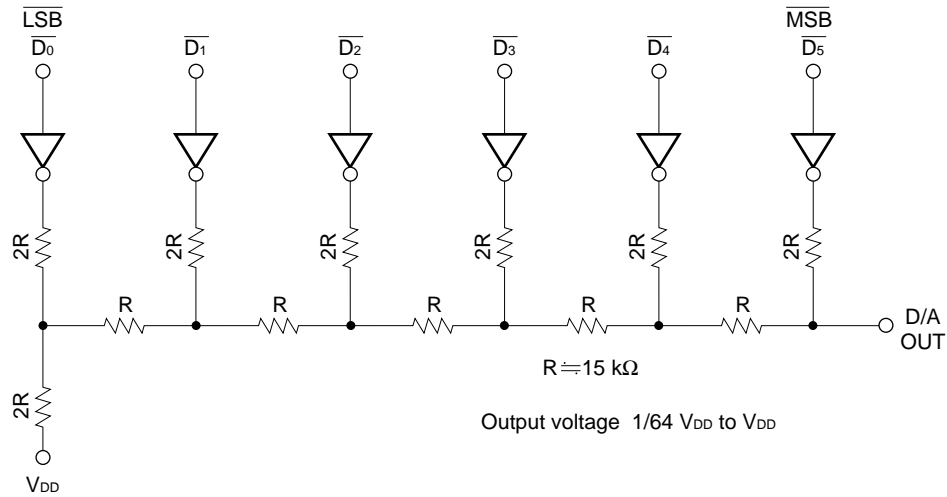 LSB MSB
D0 D1 D2 D3 D4 D5
2R 2R 2R 2R 2R 2R
R R R R R D/A
OUT
R≒15 kΩ
2R
Output voltage 1/64 VDD to VDD
VDD